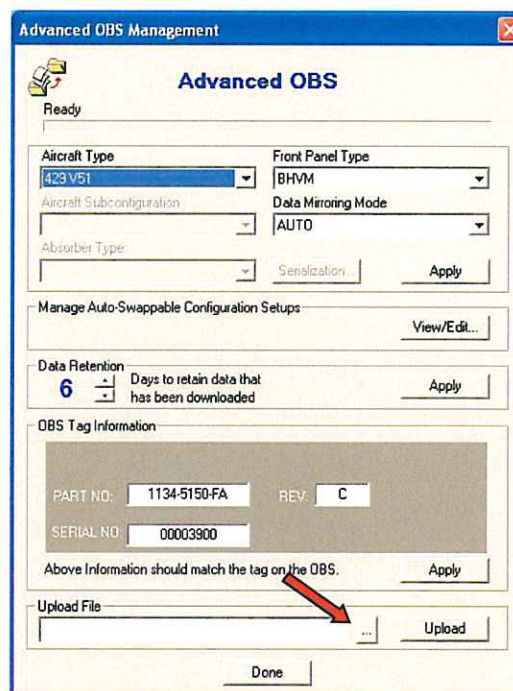 Advanced OBS Management
Advanced OBS
Ready
Aircraft Type
Front Panel Type
429 V51
BHVM
Aircraft Subconfiguration
Data Mirroring Mode
AUTO
Absorber Type
Serialization...
Apply
Manage Auto-Swappable Configuration Setups
View/Edit...
Data Retention
6
Days to retain data that
has been downloaded
Apply
OBS Tag Information
PART NO:
1134-5150-FA
REV:
C
SERIAL NO:
00003900
Above Information should match the tag on the OBS.
Apply
Upload File
...
Upload
Done